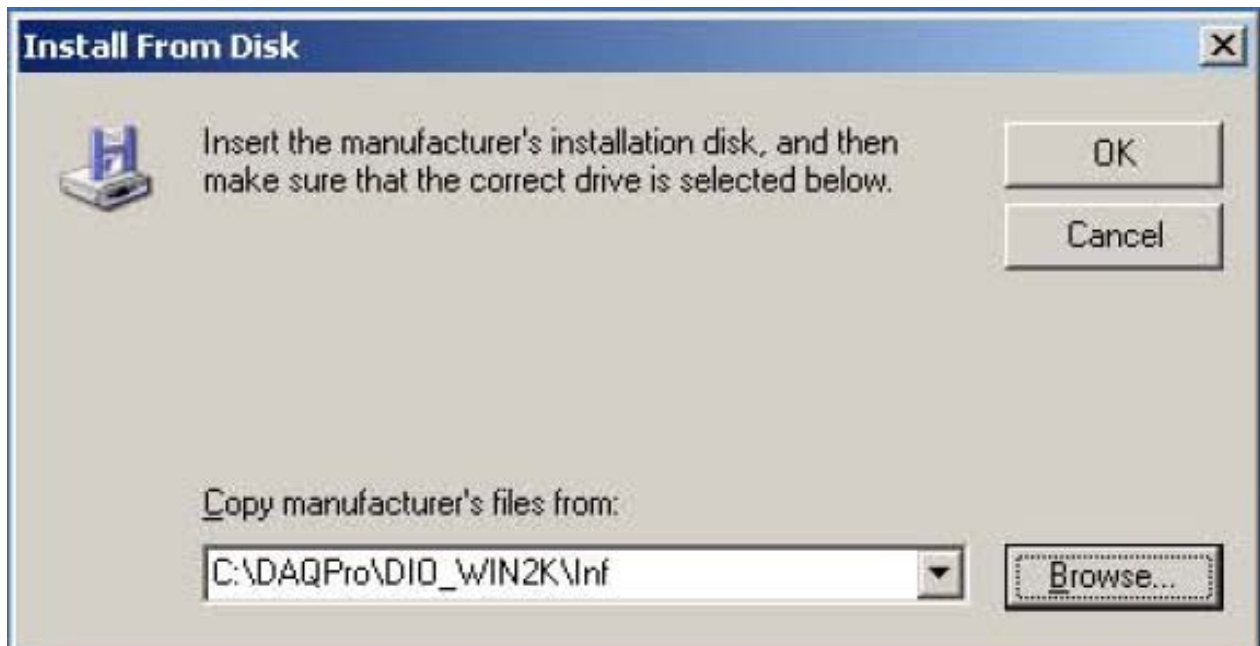 Install From Disk
Insert the manufacturer's installation disk, and then
make sure that the correct drive is selected below.
OK
Cancel
Copy manufacturer's files from:
C:\DAQPro\DIO_WIN2K\Inf
Browse...